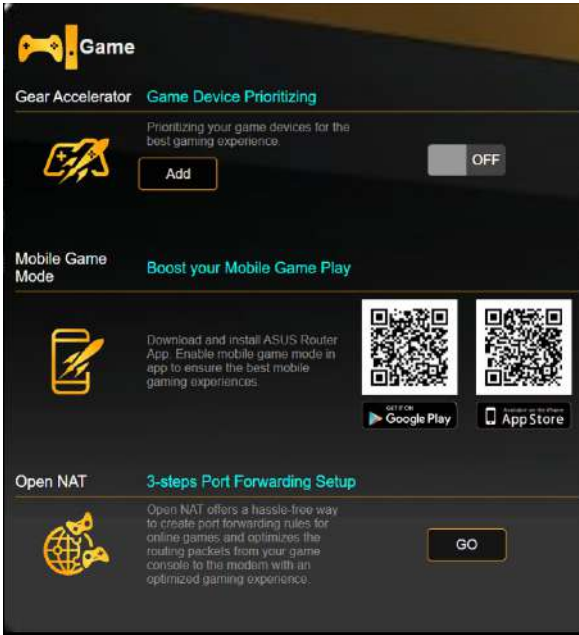 Game
Gear Accelerator
Game Device Prioritizing
Prioritizing your game devices for the
best gaming experience.
Add
OFF
Mobile Game
Mode
Boost your Mobile Game Play
Download and install ASUS Router
App. Enable mobile game mode in
app to ensure the best mobile
gaming experiences
GET IT ON
Google Play
Available on the iPhone
App Store
Open NAT
3-steps Port Forwarding Setup
Open NAT offers a hassle-free way
to create port forwarding rules for
online games and optimizes the
routing packets from your game
console to the modem with an
optimized gaming experience.
GO